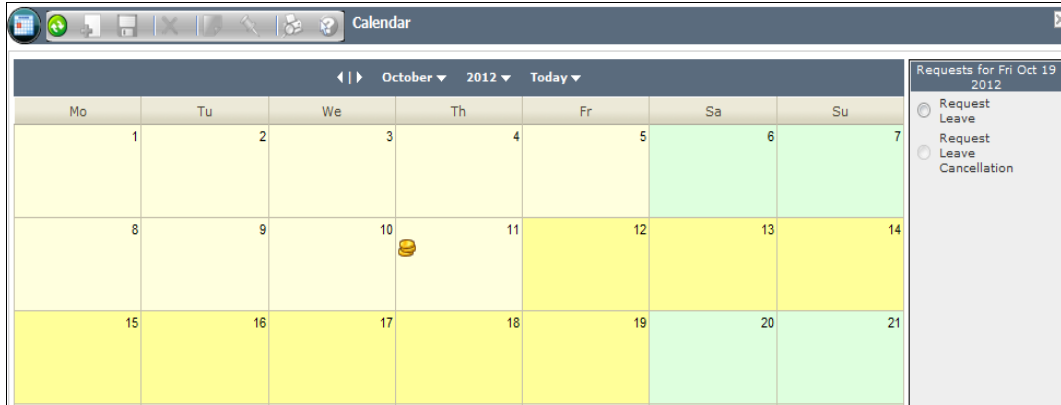 Calendar
October 2012 Today
Requests for Fri Oct 19
2012
Mo Tu We Th Fr Sa Su
Request
Leave
Request
Leave
Cancellation
1 2 3 4 5 6 7
8 9 10 11 12 13 14
15 16 17 18 19 20 21